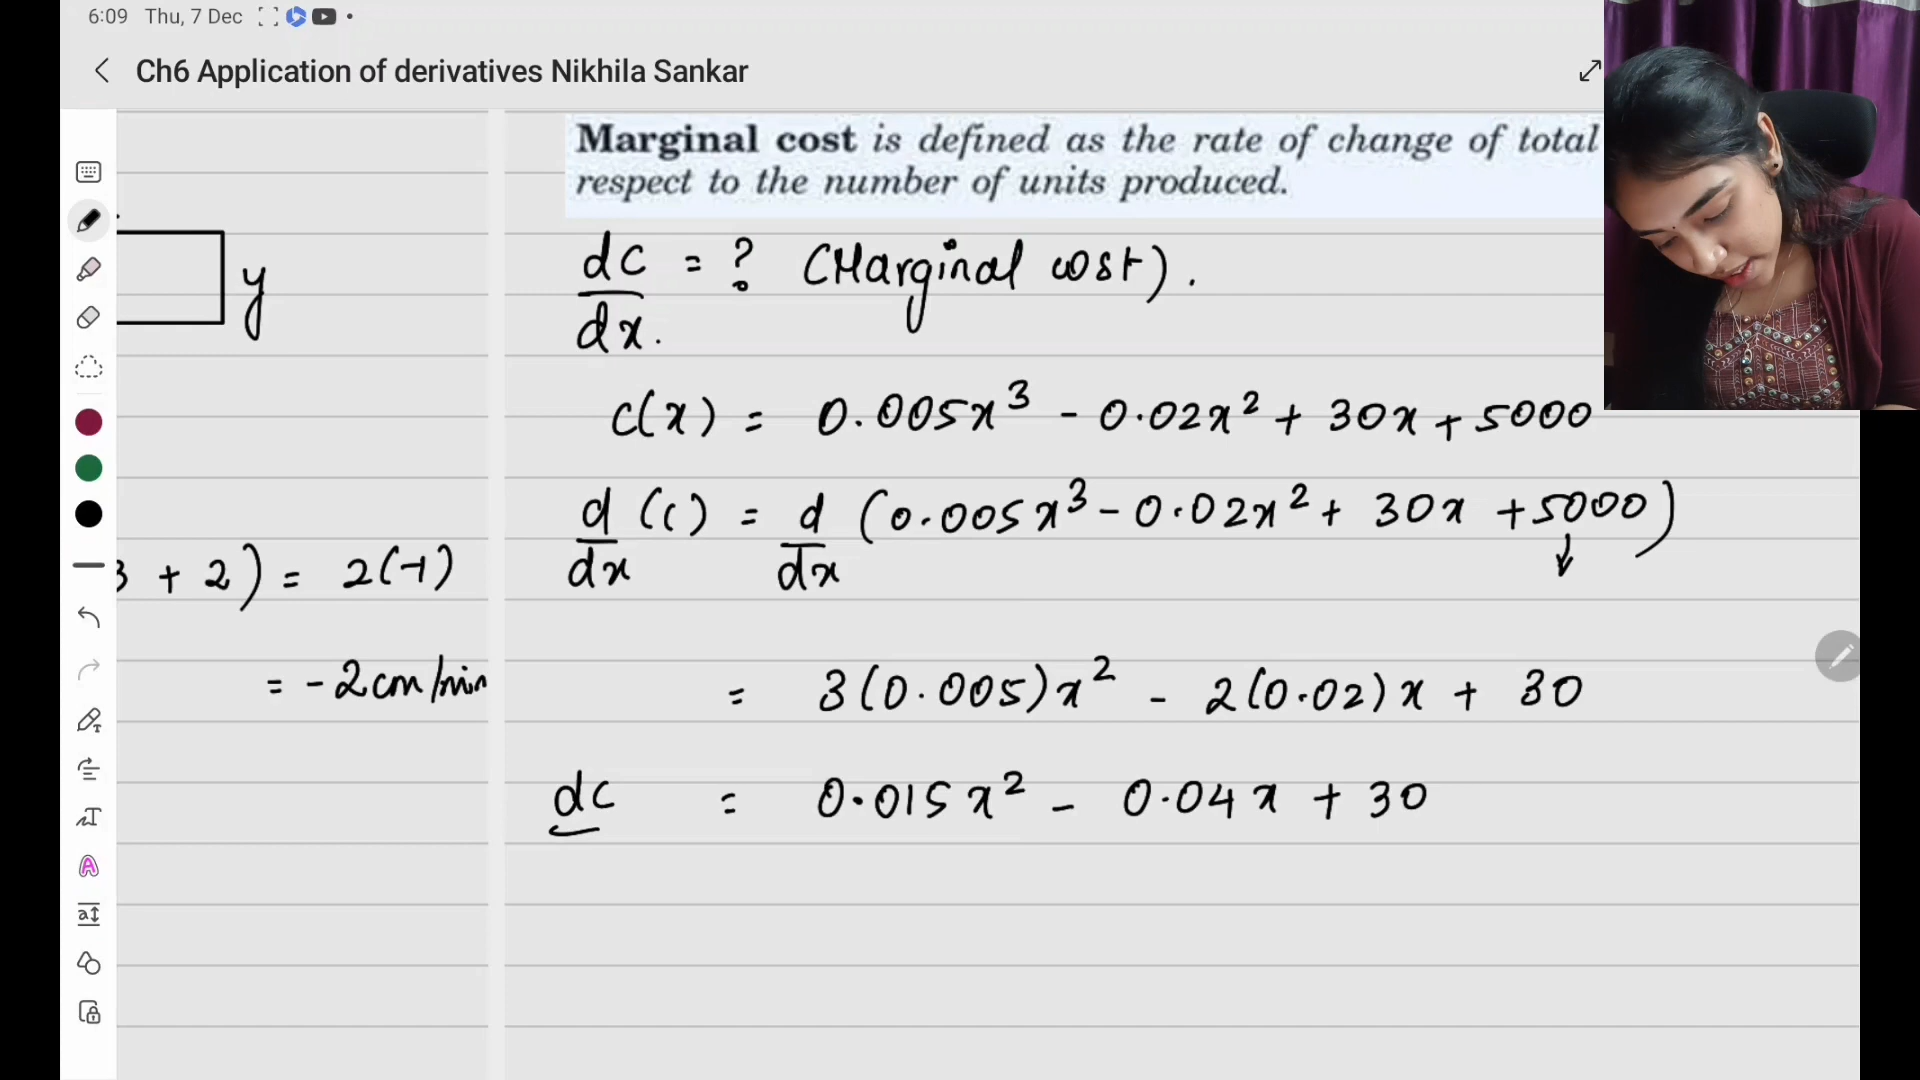 6:09 Thu, 7 Dec
Ch6 Application of derivatives Nikhila Sankar
Marginal cost is defined as the rate of change of total
respect to the number of units produced.
y
3 + 2) = 2(-1)
= -2cm/min
dc/dx = ? (Marginal cost).
c(x) = 0.005x³ - 0.02x² + 30x + 5000
d/dx (c) = d/dx (0.005x³ - 0.02x² + 30x + 5000)
= 3(0.005)x² - 2(0.02)x + 30
dc = 0.015x² - 0.04x + 30